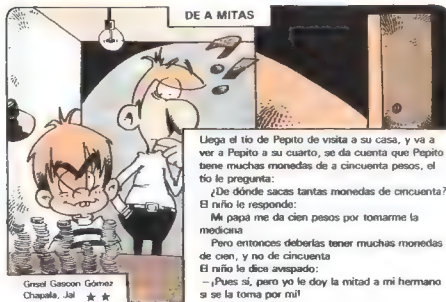 DE A MITAS
Llega el tío de Pepito de visita a su casa, y va a
ver a Pepito a su cuarto, se da cuenta que Pepito
tiene muchas monedas de a cincuenta pesos, el
tío le pregunta:
¿De dónde sacas tantas monedas de cincuenta?
El niño le responde:
Mi papá me da cien pesos por tomarme la
medicina
Pero entonces deberías tener muchas monedas
de cien, y no de cincuenta
El niño le dice avispado:
—¡Pues si, pero yo le doy la mitad a mi hermano
si se la toma por mí!
Grisel Gascon Gómez
Chapala, Jal